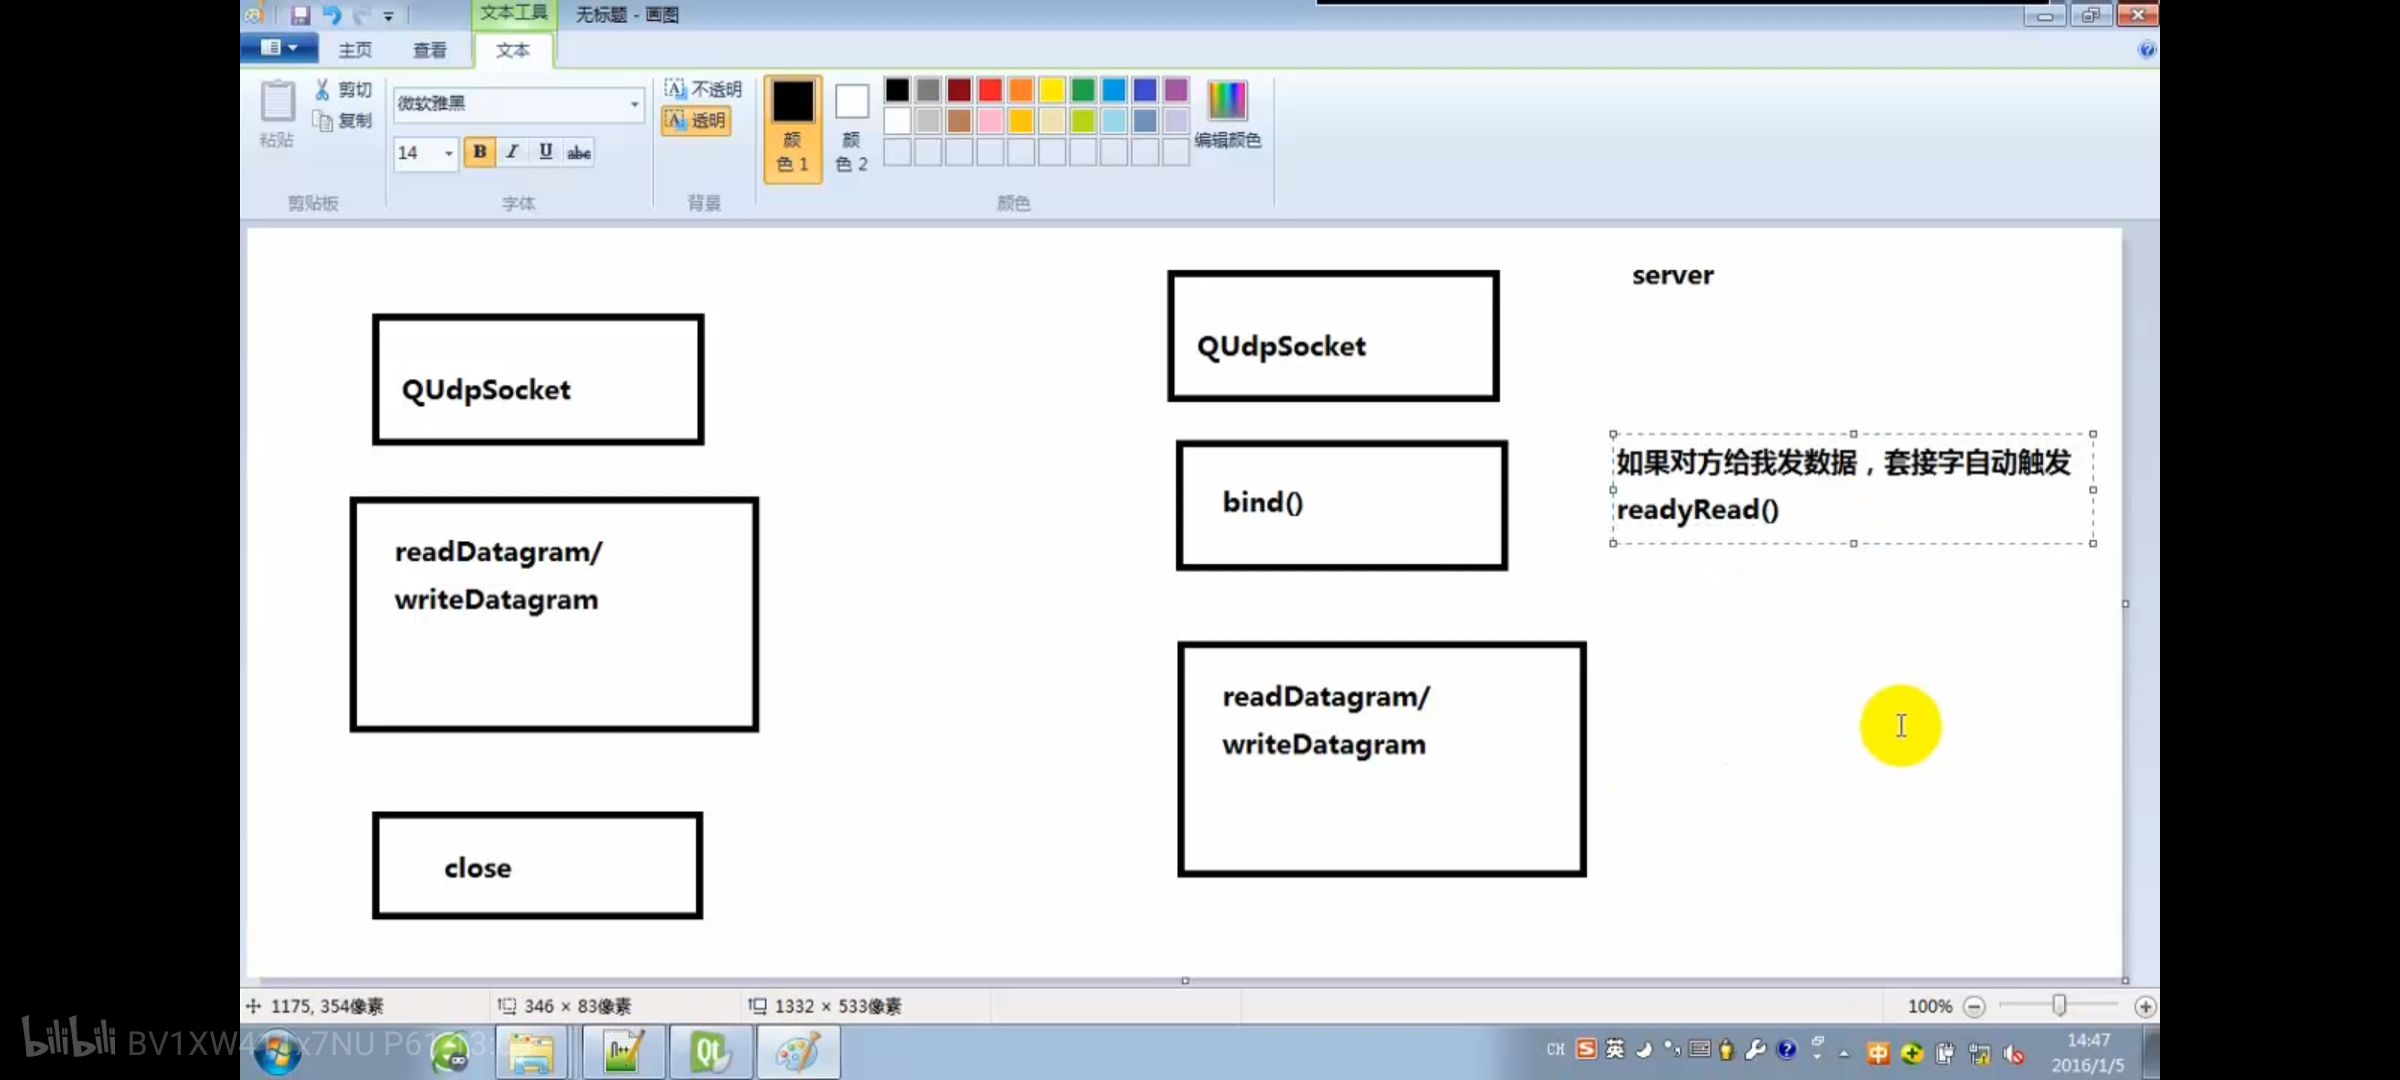 文本工具
无标题 - 画图
主页
查看
文本
粘贴
剪切
复制
剪贴板
微软雅黑
14
B I U abc
字体
不透明
透明
背景
颜色 1
颜色 2
编辑颜色
颜色
server
QUdpSocket
QUdpSocket
如果对方给我发数据，套接字自动触发
readyRead()
bind()
readDatagram/
writeDatagram
readDatagram/
writeDatagram
close
1175, 354像素
346 × 83像素
1332 × 533像素
100%
bilibili
CH
英
中
14:47
2016/1/5